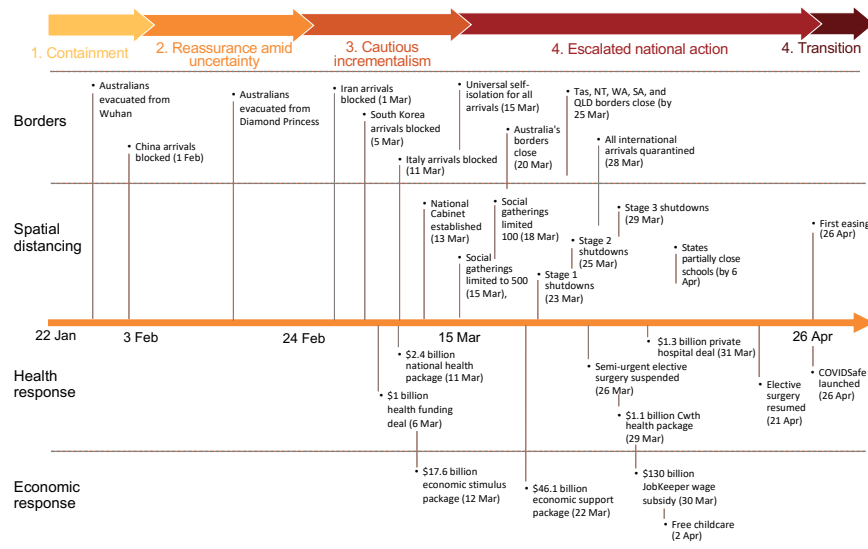 1. Containment
2. Reassurance amid
uncertainty
3. Cautious
incrementalism
4. Escalated national action
4. Transition
Borders
• Australians
evacuated from
Wuhan
• China arrivals
blocked (1 Feb)
• Australians
evacuated from
Diamond Princess
• Iran arrivals
blocked (1 Mar)
• South Korea
arrivals blocked
(5 Mar)
• Italy arrivals blocked
(11 Mar)
• Universal self-
isolation for all
arrivals (15 Mar)
• Australia's
borders
close
(20 Mar)
• Tas, NT, WA, SA, and
QLD borders close (by
25 Mar)
• All international
arrivals quarantined
(28 Mar)
Spatial
distancing
• National
Cabinet
established
(13 Mar)
• Social
gatherings
limited to 500
(15 Mar),
• Social
gatherings
limited
100 (18 Mar)
• Stage 1
shutdowns
(23 Mar)
• Stage 2
shutdowns
(25 Mar)
• Stage 3 shutdowns
(29 Mar)
• States
partially close
schools (by 6
Apr)
• First easing
(26 Apr)
22 Jan
3 Feb
24 Feb
15 Mar
26 Apr
Health
response
• $1 billion
health funding
deal (6 Mar)
• $2.4 billion
national health
package (11 Mar)
• Semi-urgent elective
surgery suspended
(26 Mar)
• $1.1 billion Cwth
health package
(29 Mar)
• $1.3 billion private
hospital deal (31 Mar)
• Elective
surgery
resumed
(21 Apr)
• COVIDSafe
launched
(26 Apr)
Economic
response
• $17.6 billion
economic stimulus
package (12 Mar)
• $46.1 billion
economic support
package (22 Mar)
• $130 billion
JobKeeper wage
subsidy (30 Mar)
• Free childcare
(2 Apr)